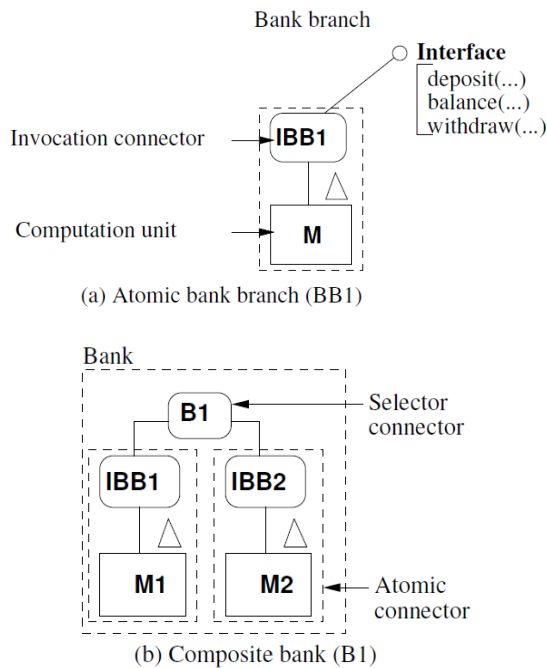 Bank branch
Interface
deposit(...)
balance(...)
withdraw(...)
Invocation connector
IBB1
Computation unit
M
(a) Atomic bank branch (BB1)
Bank
B1
Selector
connector
IBB1
IBB2
M1
M2
Atomic
connector
(b) Composite bank (B1)